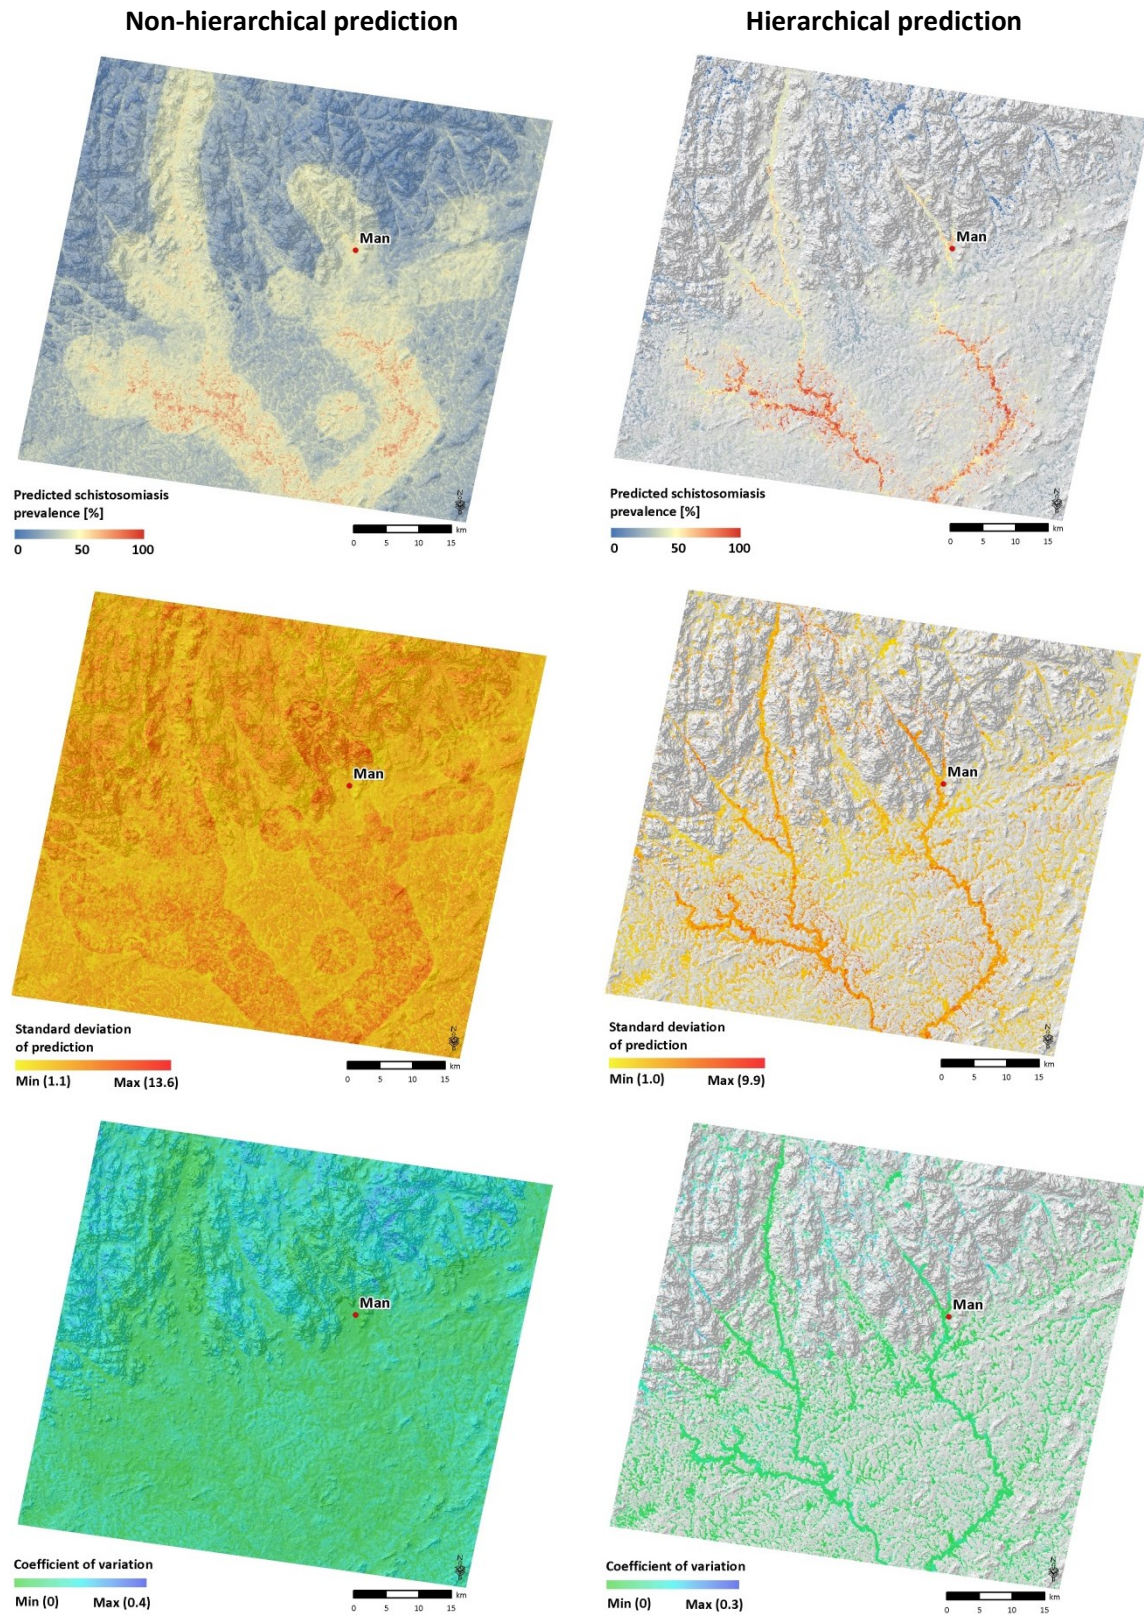 Non-hierarchical prediction
Hierarchical prediction
Man
Man
Predicted schistosomiasis
prevalence [%]
0 50 100
0 5 10 15 km
Predicted schistosomiasis
prevalence [%]
0 50 100
0 5 10 15 km
Man
Man
Standard deviation
of prediction
Min (1.1) Max (13.6)
0 5 10 15 km
Standard deviation
of prediction
Min (1.0) Max (9.9)
0 5 10 15 km
Man
Man
Coefficient of variation
Min (0) Max (0.4)
0 5 10 15 km
Coefficient of variation
Min (0) Max (0.3)
0 5 10 15 km